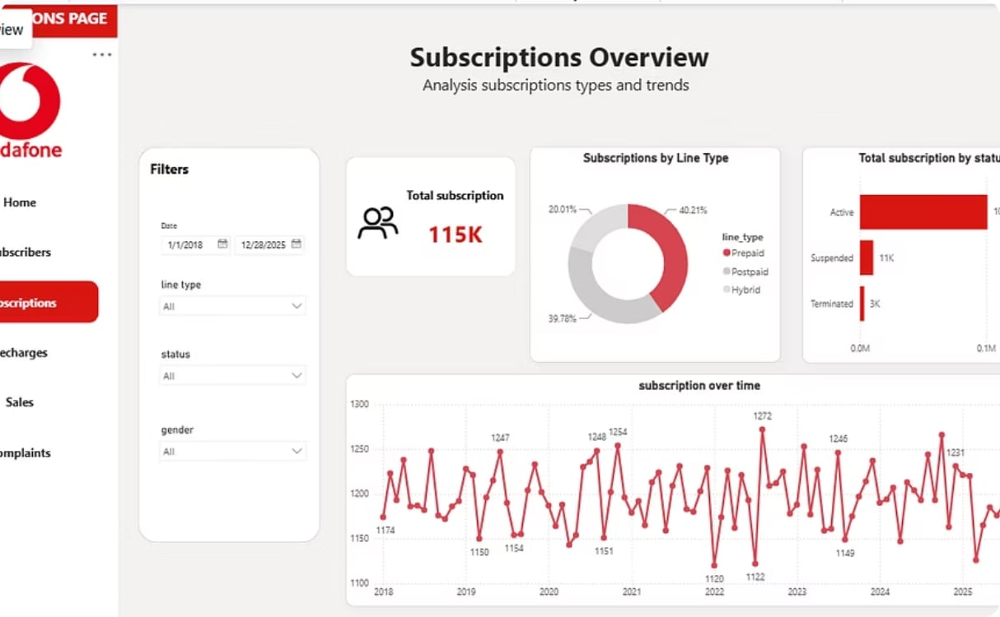 ONS PAGE
iew
dafone
Home
bscribers
bscriptions
echarges
Sales
omplaints
Subscriptions Overview
Analysis subscriptions types and trends
Filters
Date
1/1/2018
12/28/2025
line type
All
status
All
gender
All
Total subscription
115K
Subscriptions by Line Type
20.01%
40.21%
39.78%
line_type
Prepaid
Postpaid
Hybrid
Total subscription by statu
Active
10
Suspended
11K
Terminated
3K
0.0M
0.1M
subscription over time
1300
1250
1200
1150
1100
1174
1247
1150
1154
1248
1254
1151
1272
1120
1122
1246
1149
1231
2018
2019
2020
2021
2022
2023
2024
2025